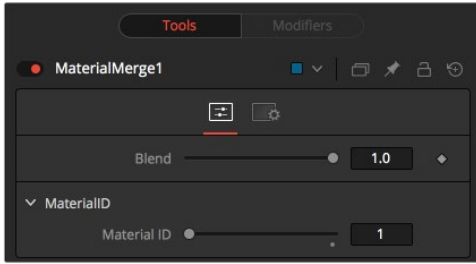 Tools Modifiers
MaterialMerge1
Blend 1.0
MaterialID
Material ID 1